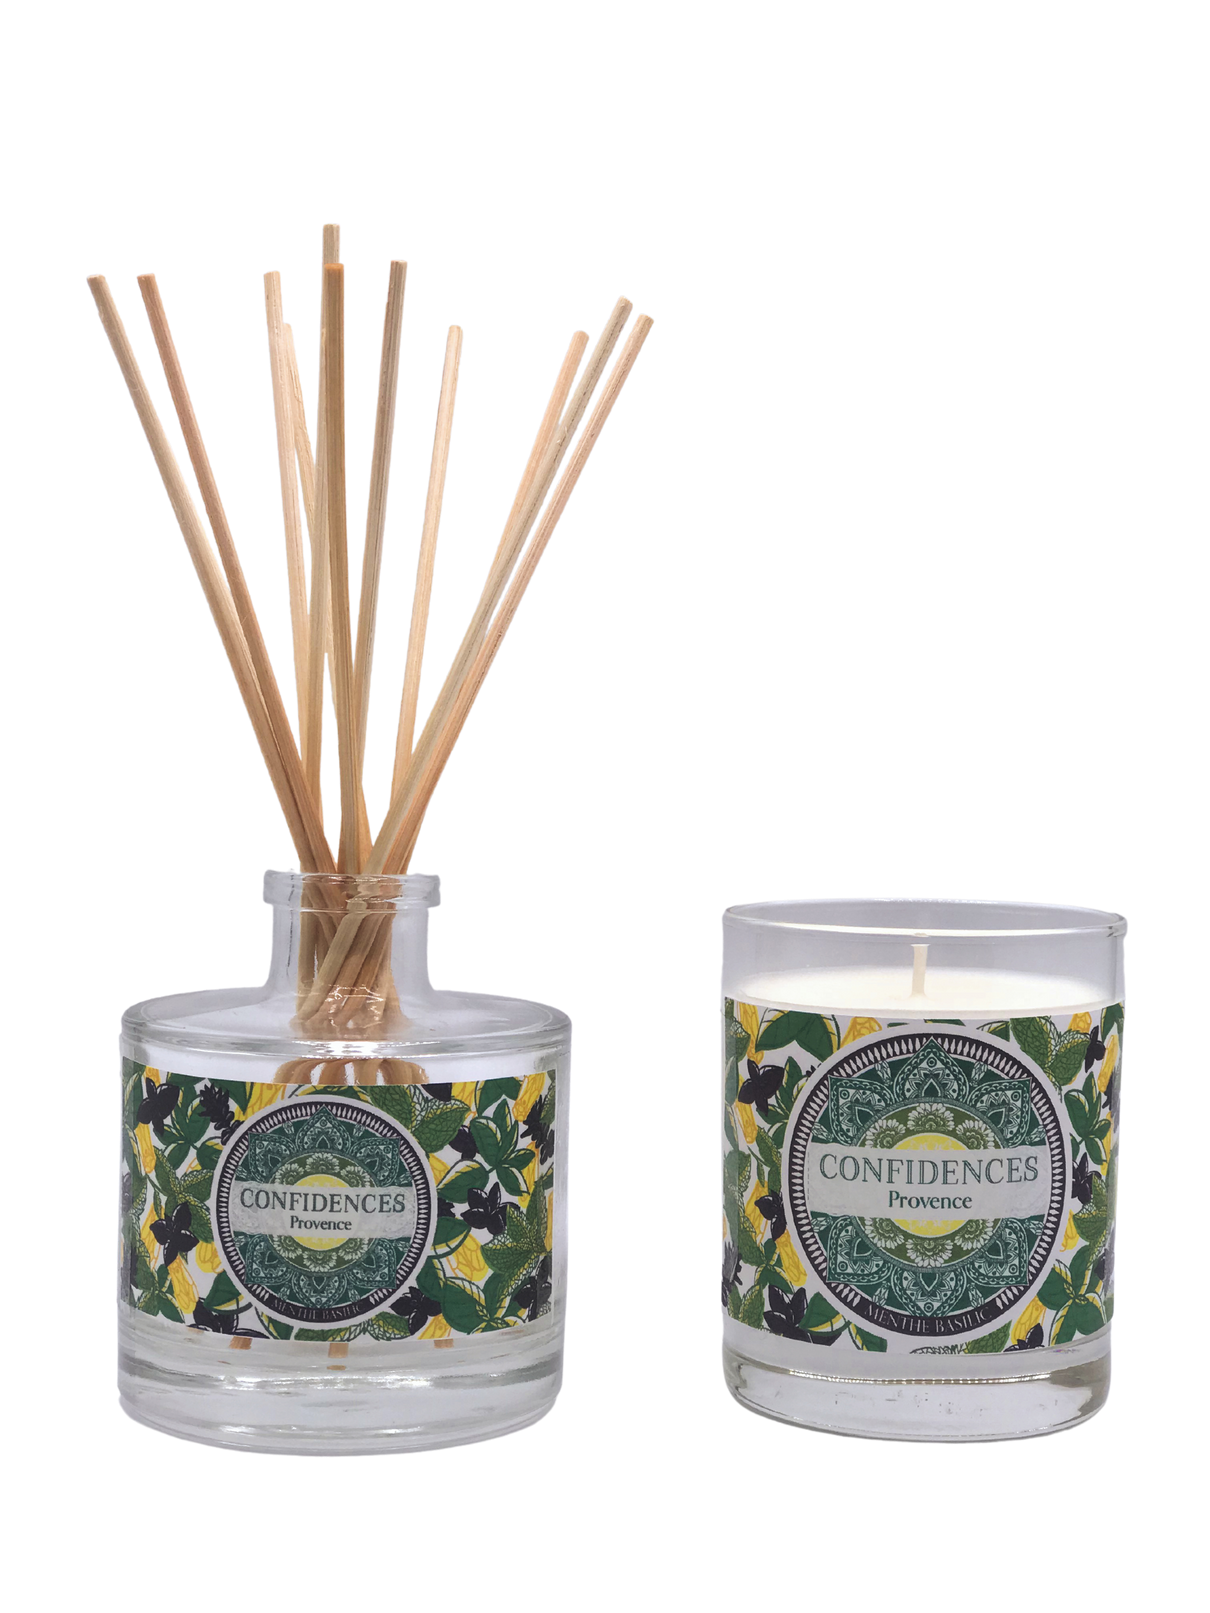 CONFIDENCES
Provence
MENTHE BASILIC
CONFIDENCES
Provence
MENTHE BASILIC